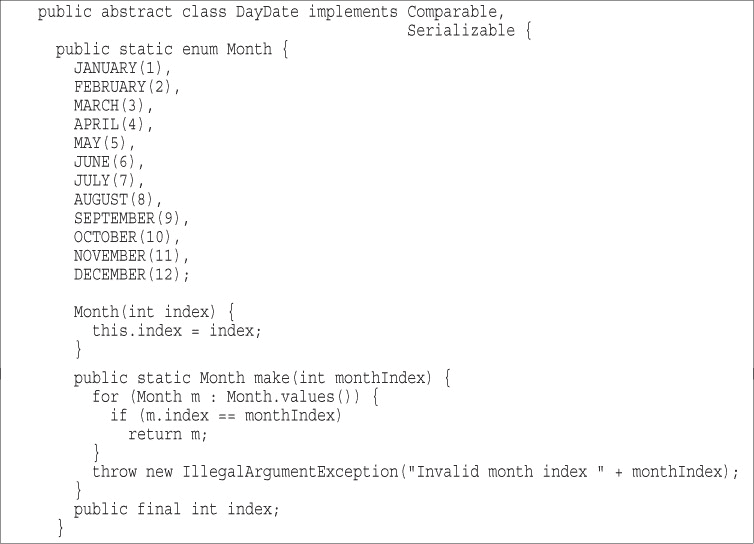 public abstract class DayDate implements Comparable,
                                         Serializable {
  public static enum Month {
    JANUARY(1),
    FEBRUARY(2),
    MARCH(3),
    APRIL(4),
    MAY(5),
    JUNE(6),
    JULY(7),
    AUGUST(8),
    SEPTEMBER(9),
    OCTOBER(10),
    NOVEMBER(11),
    DECEMBER(12);

    Month(int index) {
      this.index = index;
    }

    public static Month make(int monthIndex) {
      for (Month m : Month.values()) {
        if (m.index == monthIndex)
          return m;
      }
      throw new IllegalArgumentException("Invalid month index " + monthIndex);
    }
    public final int index;
  }